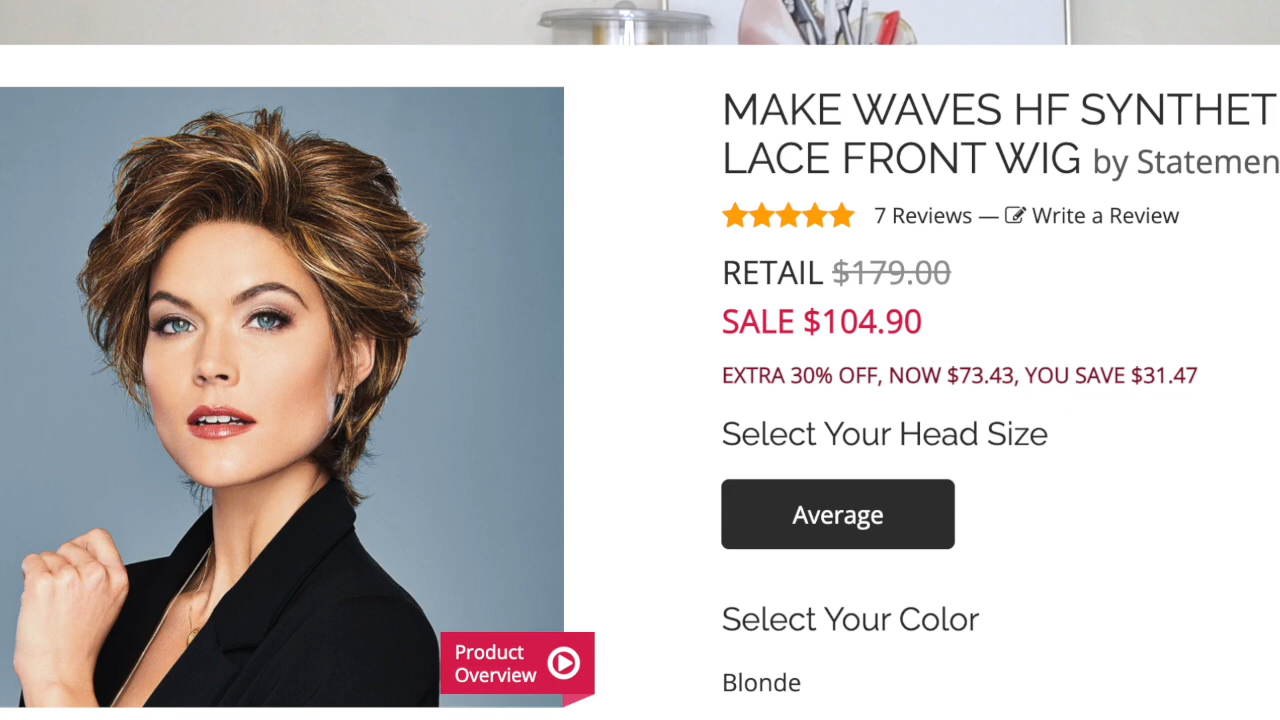 MAKE WAVES HF SYNTHET
LACE FRONT WIG by Statemen
7 Reviews — Write a Review
RETAIL $179.00
SALE $104.90
EXTRA 30% OFF, NOW $73.43, YOU SAVE $31.47
Select Your Head Size
Average
Select Your Color
Blonde
Product
Overview